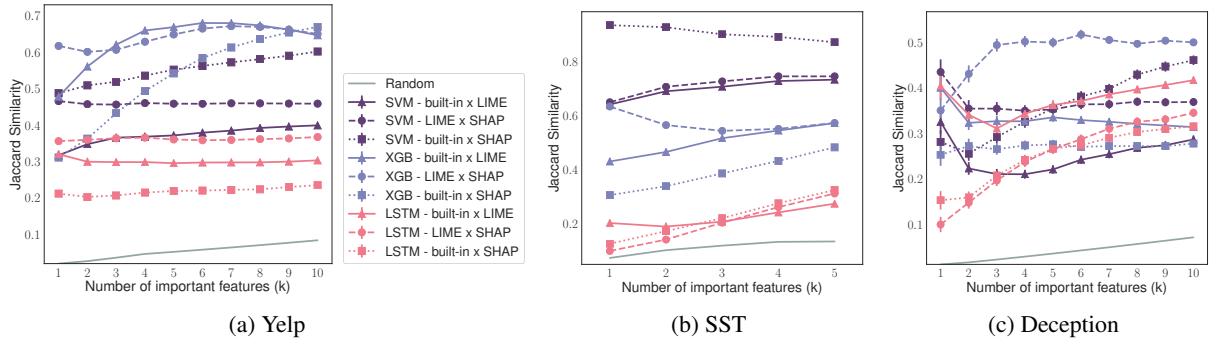 Jaccard Similarity
0.7
0.6
0.5
0.4
0.3
0.2
0.1
1 2 3 4 5 6 7 8 9 10
Number of important features (k)
(a) Yelp
Random
SVM - built-in x LIME
SVM - LIME x SHAP
SVM - built-in x SHAP
XGB - built-in x LIME
XGB - LIME x SHAP
XGB - built-in x SHAP
LSTM - built-in x LIME
LSTM - LIME x SHAP
LSTM - built-in x SHAP
Jaccard Similarity
0.8
0.6
0.4
0.2
1 2 3 4 5
Number of important features (k)
(b) SST
Jaccard Similarity
0.5
0.4
0.3
0.2
0.1
1 2 3 4 5 6 7 8 9 10
Number of important features (k)
(c) Deception